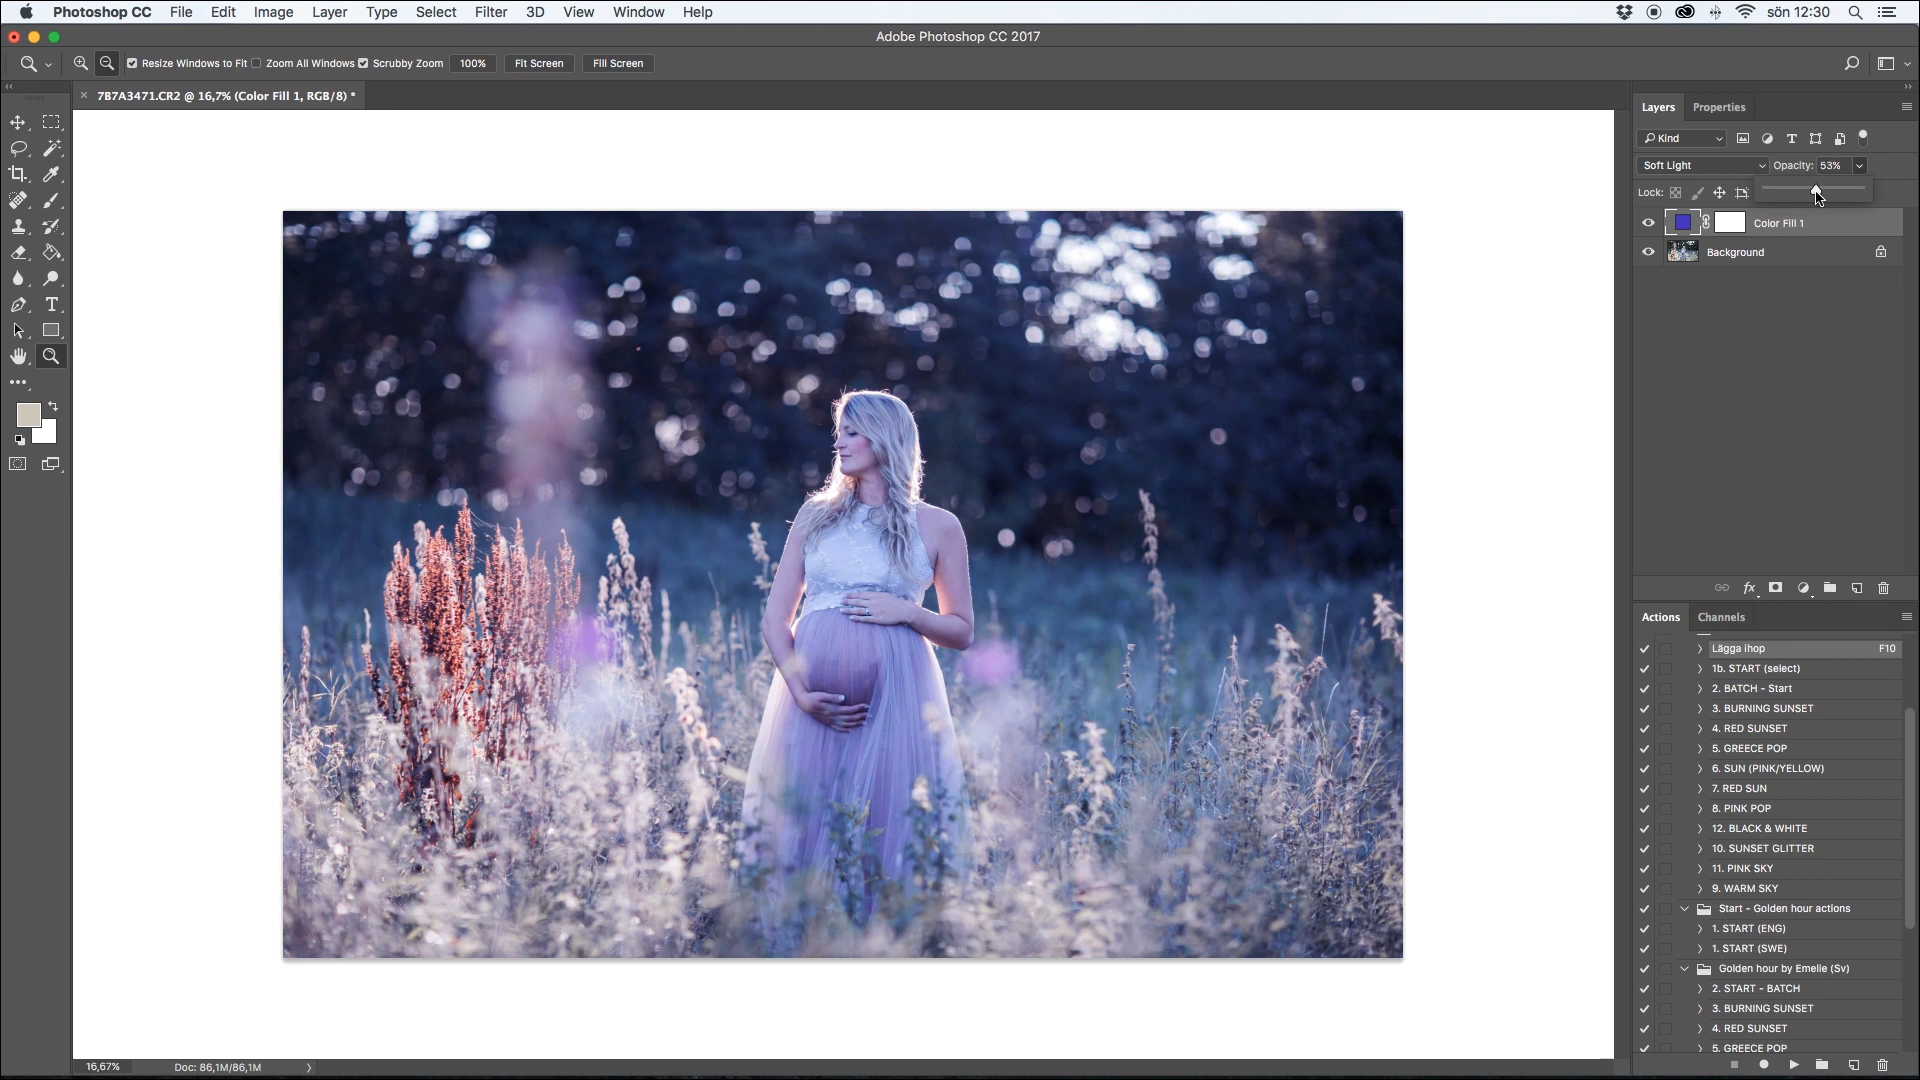 Photoshop CC File Edit Image Layer Type Select Filter 3D View Window Help sön 12:30
Adobe Photoshop CC 2017
Resize Windows to Fit Zoom All Windows Scrubby Zoom 100% Fit Screen Fill Screen
7B7A3471.CR2 @ 16,7% (Color Fill 1, RGB/8) *
Layers Properties
Kind
Soft Light Opacity: 53%
Lock:
Color Fill 1
Background
fx
Actions Channels
Lägga ihop F10
1b. START (select)
2. BATCH - Start
3. BURNING SUNSET
4. RED SUNSET
5. GREECE POP
6. SUN (PINK/YELLOW)
7. RED SUN
8. PINK POP
12. BLACK & WHITE
10. SUNSET GLITTER
11. PINK SKY
9. WARM SKY
Start - Golden hour actions
1. START (ENG)
1. START (SWE)
Golden hour by Emelie (Sv)
2. START - BATCH
3. BURNING SUNSET
4. RED SUNSET
5. GREECE POP
16,67% Doc: 86,1M/86,1M